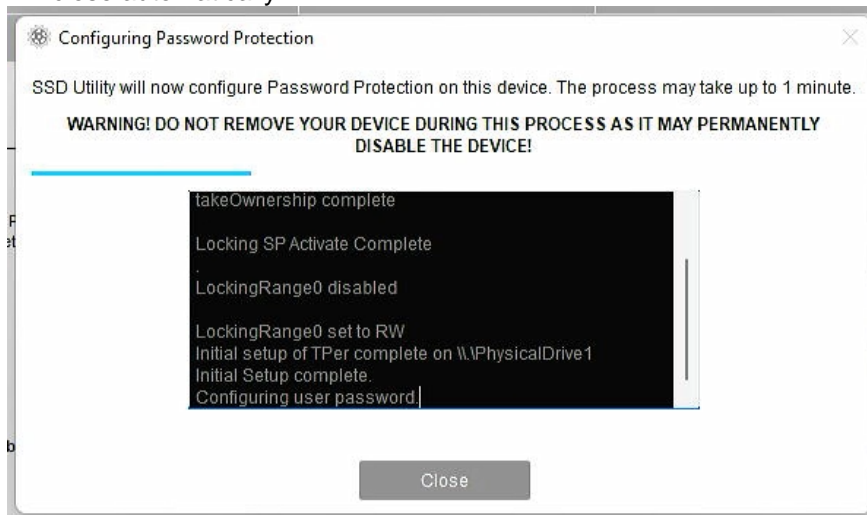 Configuring Password Protection
SSD Utility will now configure Password Protection on this device. The process may take up to 1 minute.
WARNING! DO NOT REMOVE YOUR DEVICE DURING THIS PROCESS AS IT MAY PERMANENTLY
DISABLE THE DEVICE!
takeOwnership complete
Locking SP Activate Complete
.
LockingRange0 disabled
LockingRange0 set to RW
Initial setup of TPer complete on \\.\PhysicalDrive1
Initial Setup complete.
Configuring user password.
Close